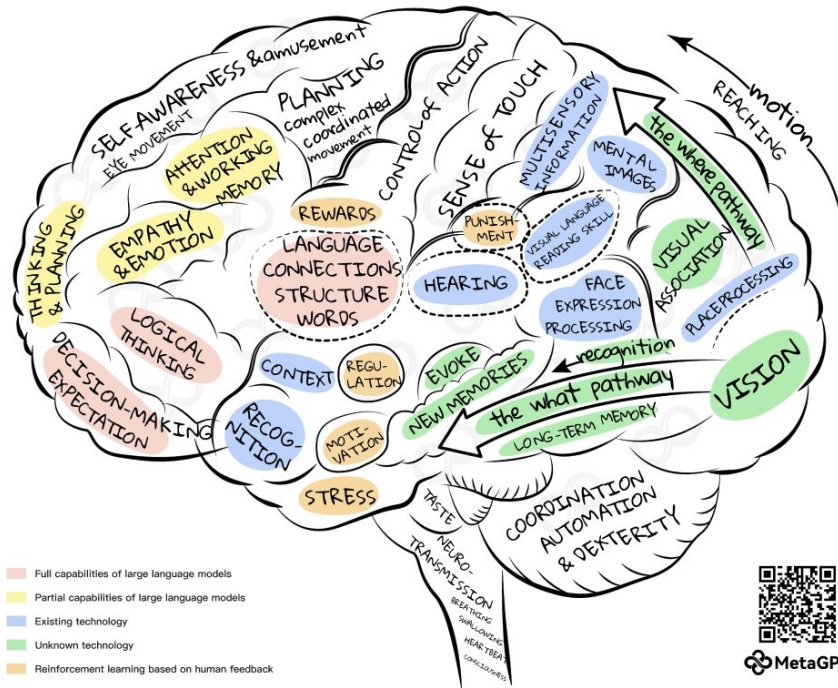 SELF-AWARENESS & amusement
EYE MOVEMENT
PLANNING
complex
coordinated
movement
CONTROL of ACTION
SENSE of TOUCH
MULTISENSORY
INFORMATION
MENTAL
IMAGES
motion
REACHING
the where pathway
ATTENTION
& WORKING
MEMORY
THINKING
& PLANNING
EMPATHY
& EMOTION
REWARDS
LANGUAGE
CONNECTIONS
STRUCTURE
WORDS
PUNISH-
MENT
VISUAL LANGUAGE
READING SKILL
HEARING
VISUAL
ASSOCIATION
FACE
EXPRESSION
PROCESSING
PLACE PROCESSING
LOGICAL
THINKING
DECISION-MAKING
EXPECTATION
CONTEXT
REGU-
LATION
EVOKE
NEW MEMORIES
recognition
the what pathway
LONG-TERM MEMORY
VISION
RECOG-
NITION
MOTI-
VATION
STRESS
TASTE
NEURO-
TRANSMISSION
BREATHING
SWALLOWING
HEARTBEAT
CONSCIOUSNESS
COORDINATION
AUTOMATION
& DEXTERITY
Full capabilities of large language models
Partial capabilities of large language models
Existing technology
Unknown technology
Reinforcement learning based on human feedback
MetaGP